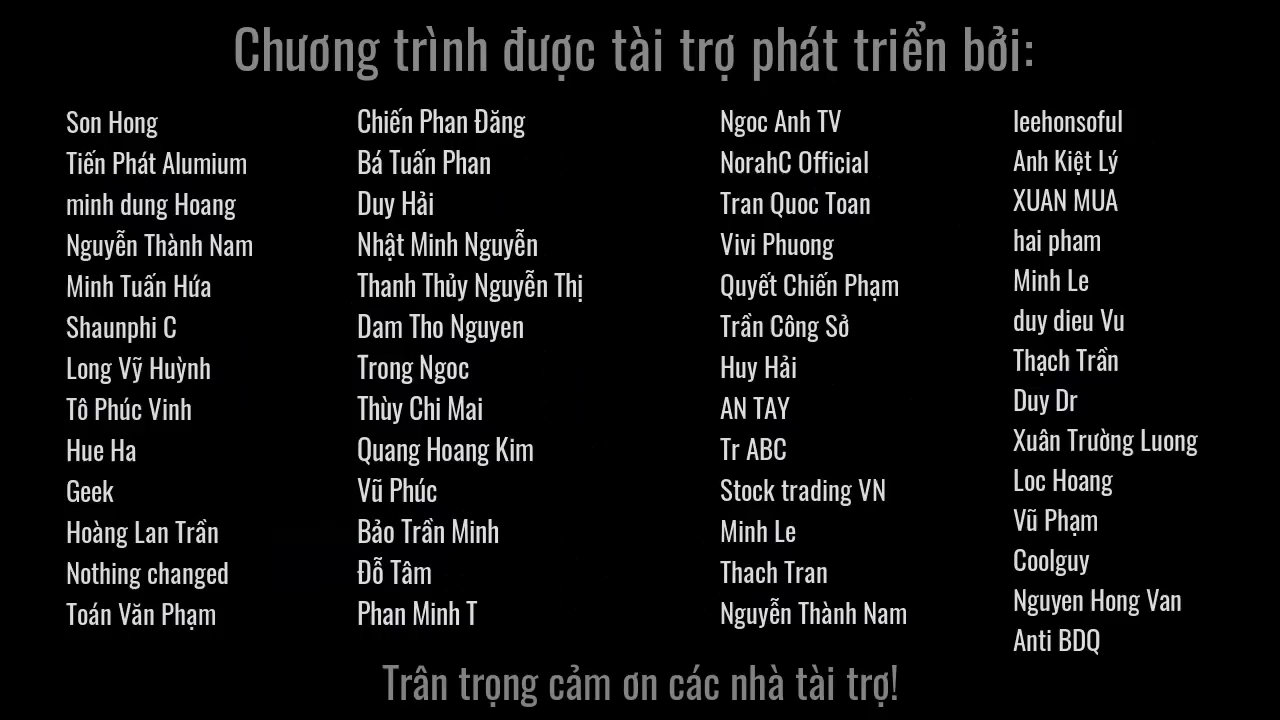 Chương trình được tài trợ phát triển bởi:
Son Hong
Tiến Phát Alumium
minh dung Hoang
Nguyễn Thành Nam
Minh Tuấn Hứa
Shaunphi C
Long Vỹ Huỳnh
Tô Phúc Vinh
Hue Ha
Geek
Hoàng Lan Trần
Nothing changed
Toán Văn Phạm
Chiến Phan Đăng
Bá Tuấn Phan
Duy Hải
Nhật Minh Nguyễn
Thanh Thủy Nguyễn Thị
Dam Tho Nguyen
Trong Ngoc
Thùy Chi Mai
Quang Hoang Kim
Vũ Phúc
Bảo Trần Minh
Đỗ Tâm
Phan Minh T
Ngoc Anh TV
NorahC Official
Tran Quoc Toan
Vivi Phuong
Quyết Chiến Phạm
Trần Công Sở
Huy Hải
AN TAY
Tr ABC
Stock trading VN
Minh Le
Thach Tran
Nguyễn Thành Nam
leehonsoful
Anh Kiệt Lý
XUAN MUA
hai pham
Minh Le
duy dieu Vu
Thạch Trần
Duy Dr
Xuân Trường Luong
Loc Hoang
Vũ Phạm
Coolguy
Nguyen Hong Van
Anti BDQ
Trân trọng cảm ơn các nhà tài trợ!